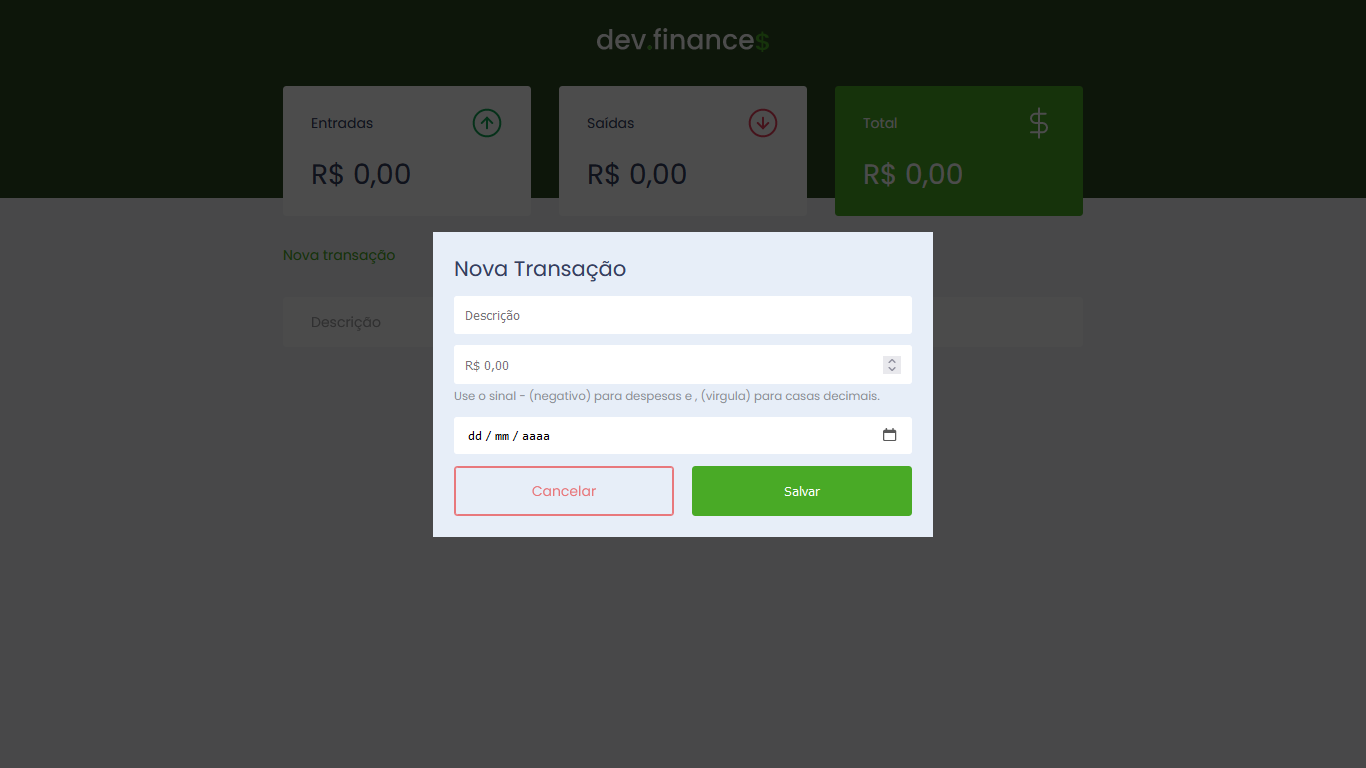 dev.finance$
Entradas
R$ 0,00
Saídas
R$ 0,00
Total
$
R$ 0,00
Nova transação
Descrição
Nova Transação
Descrição
R$ 0,00
Use o sinal - (negativo) para despesas e , (virgula) para casas decimais.
dd / mm / aaaa
Cancelar
Salvar